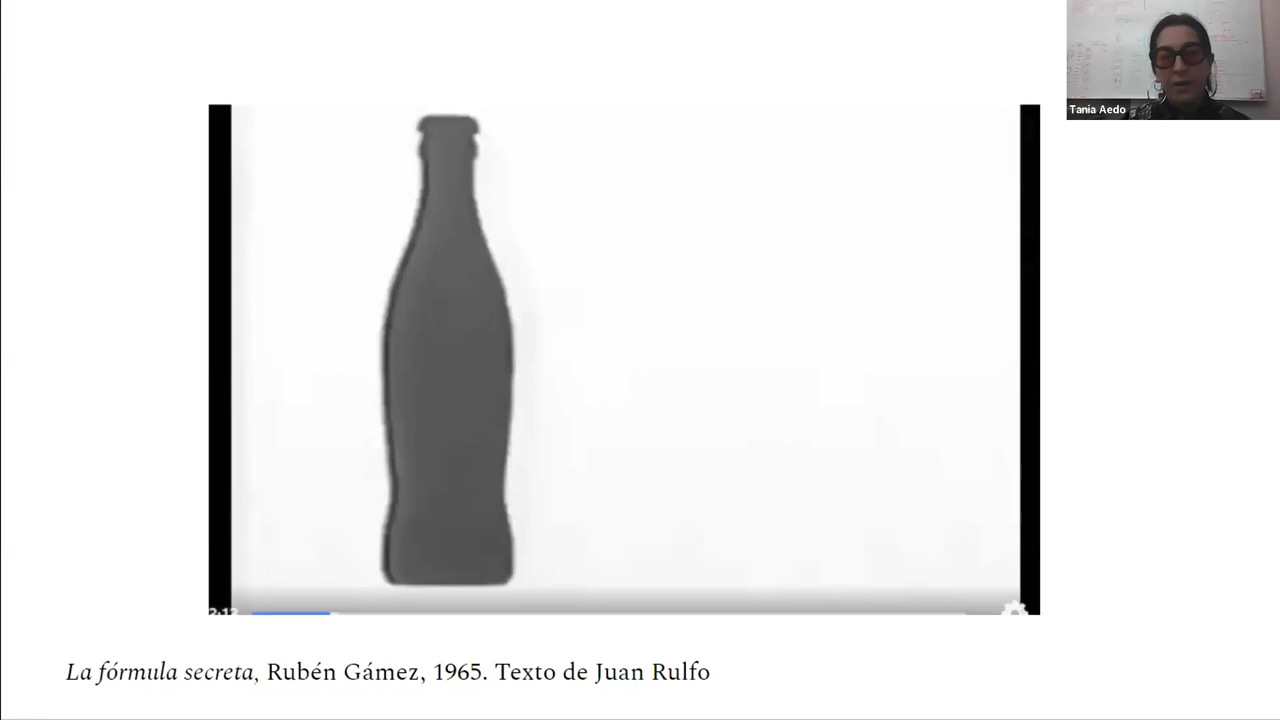 Tania Aedo
La fórmula secreta, Rubén Gámez, 1965. Texto de Juan Rulfo